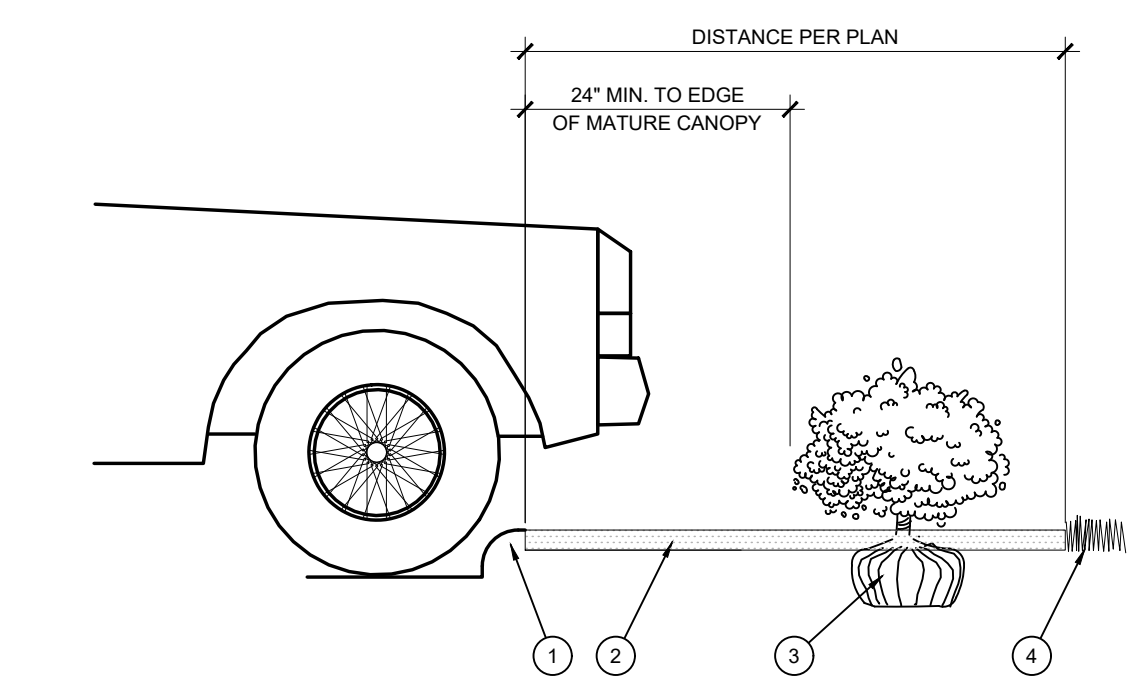 DISTANCE PER PLAN
24" MIN. TO EDGE
OF MATURE CANOPY
1 2 3 4